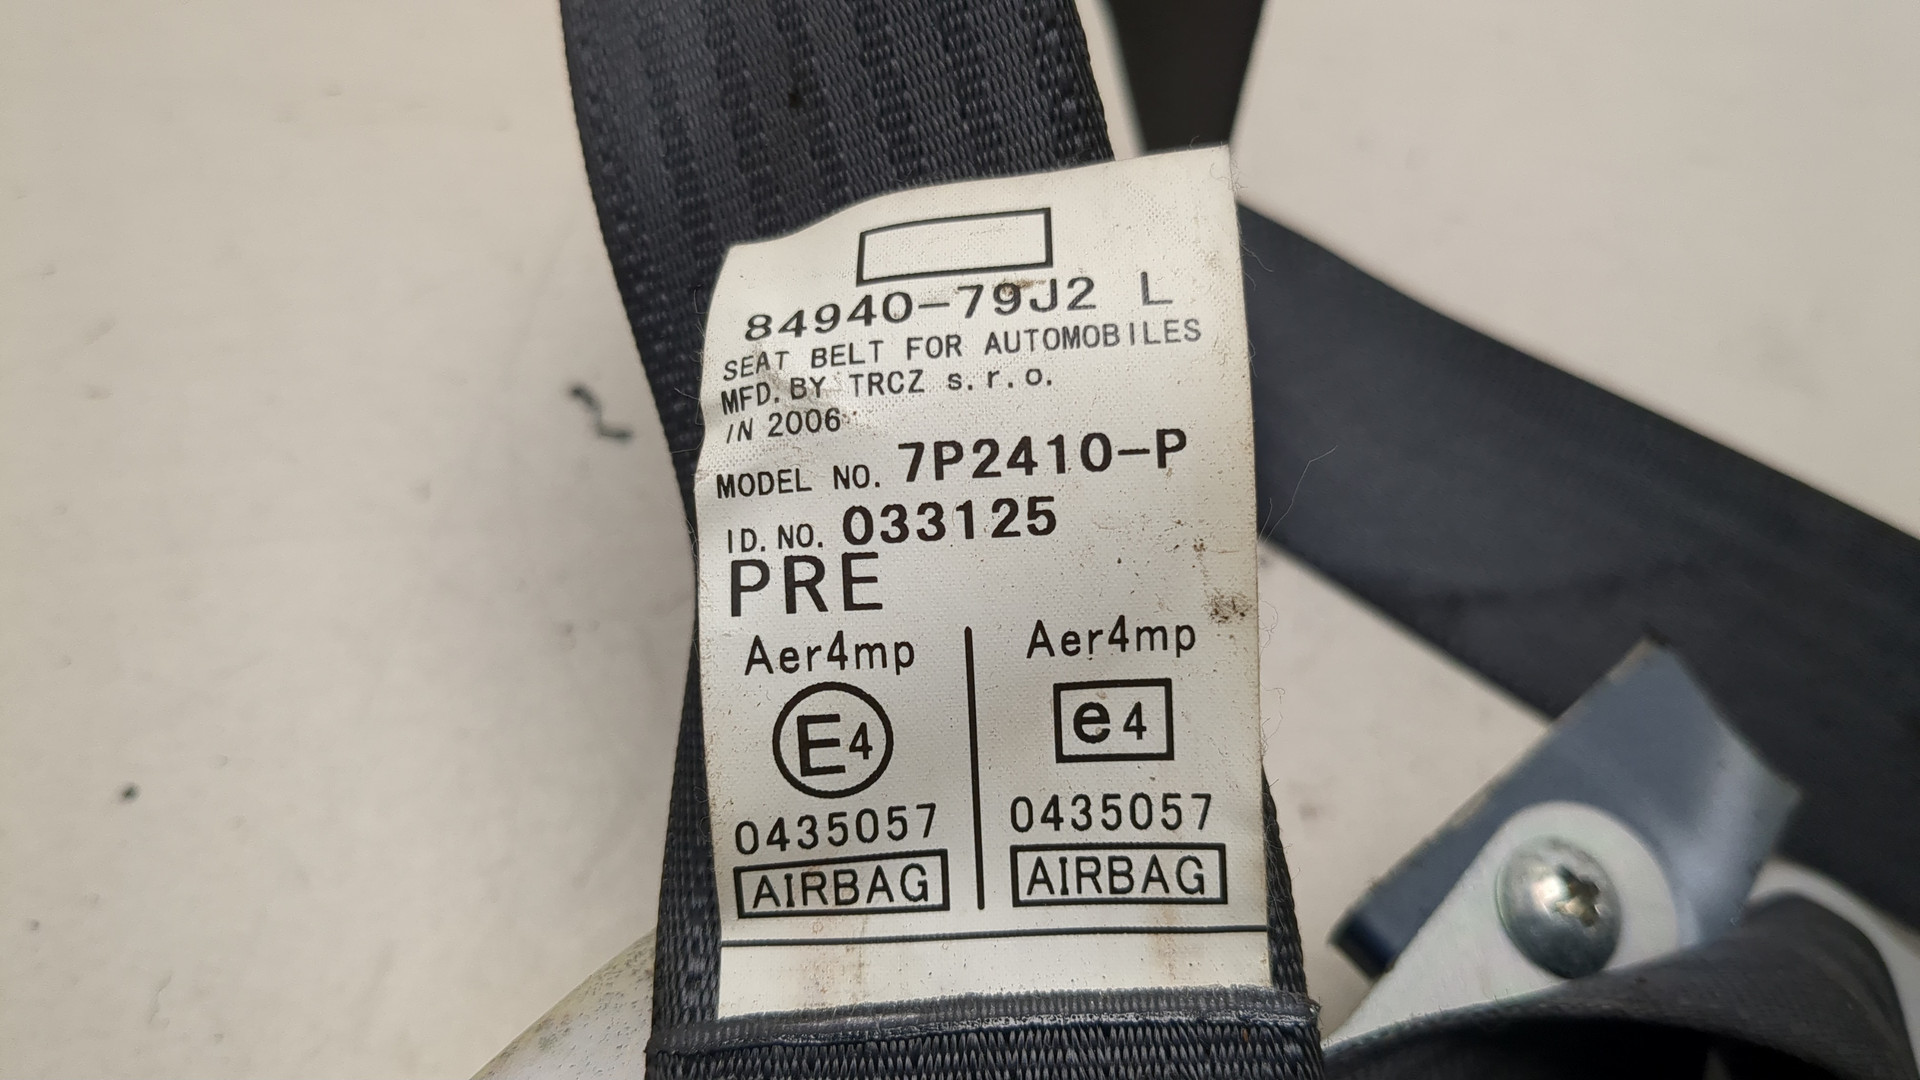 84940-79J2 L
SEAT BELT FOR AUTOMOBILES
MFD. BY TRCZ s.r.o.
IN 2006
MODEL NO. 7P2410-P
ID. NO. 033125
PRE
Aer4mp Aer4mp
E4 e4
0435057 0435057
AIRBAG AIRBAG